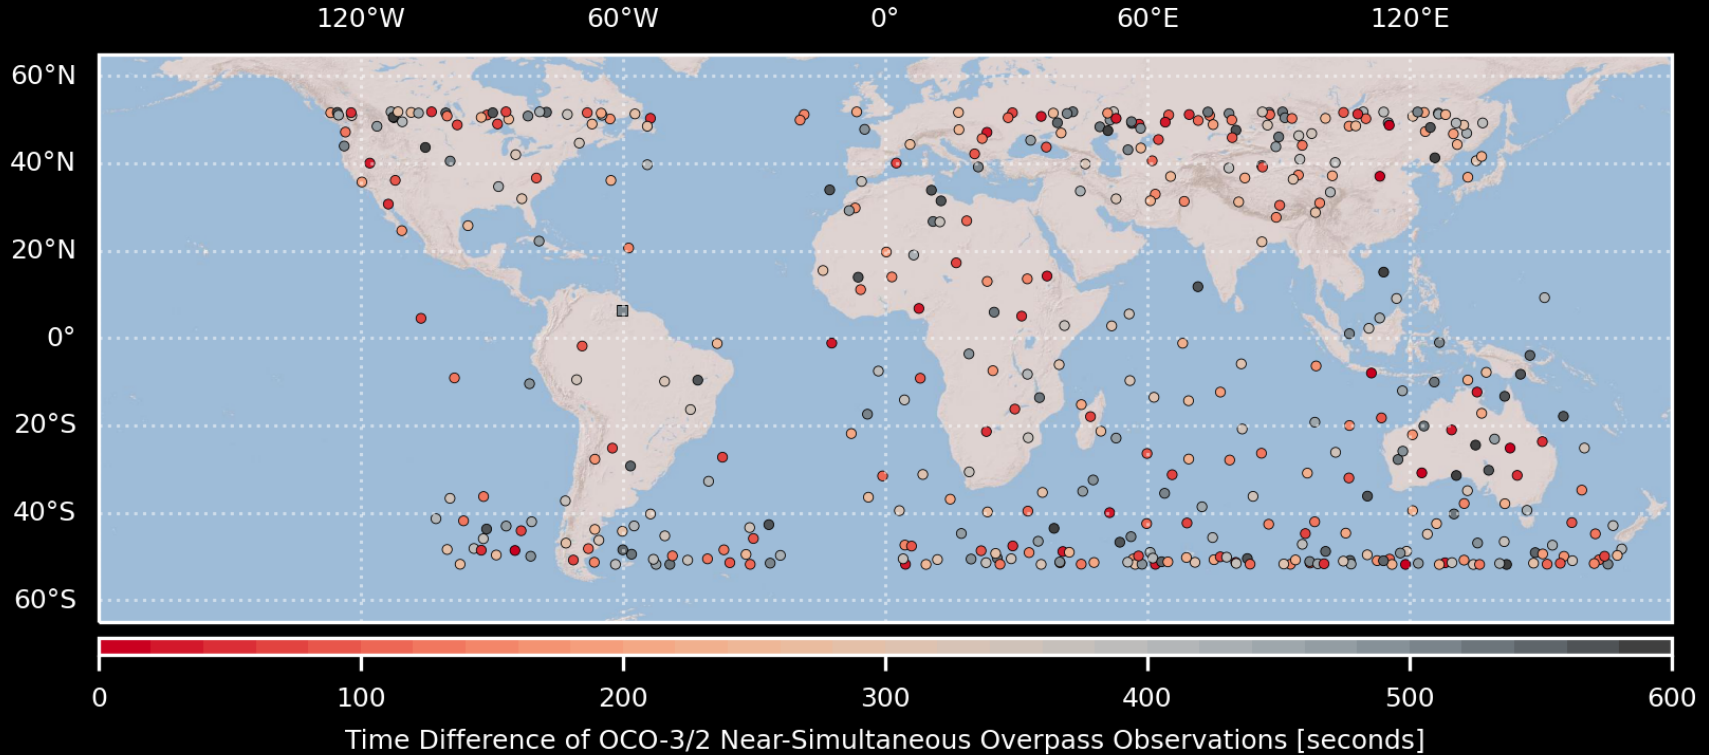 120°W 60°W 0° 60°E 120°E
60°N
40°N
20°N
0°
20°S
40°S
60°S
0 100 200 300 400 500 600
Time Difference of OCO-3/2 Near-Simultaneous Overpass Observations [seconds]